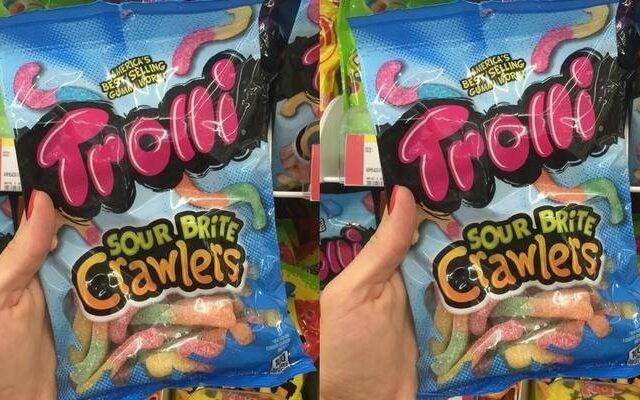 AMERICA'S
BEST SELLING
GUMMI WORM
Trolli
SOUR BRITE
Crawlers
AMERICA'S
BEST SELLING
GUMMI WORM
Trolli
SOUR BRITE
Crawlers